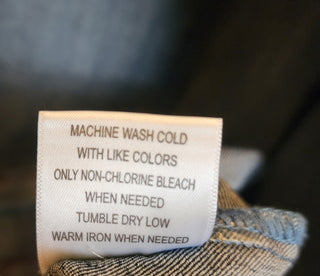 MACHINE WASH COLD
WITH LIKE COLORS
ONLY NON-CHLORINE BLEACH
WHEN NEEDED
TUMBLE DRY LOW
WARM IRON WHEN NEEDED